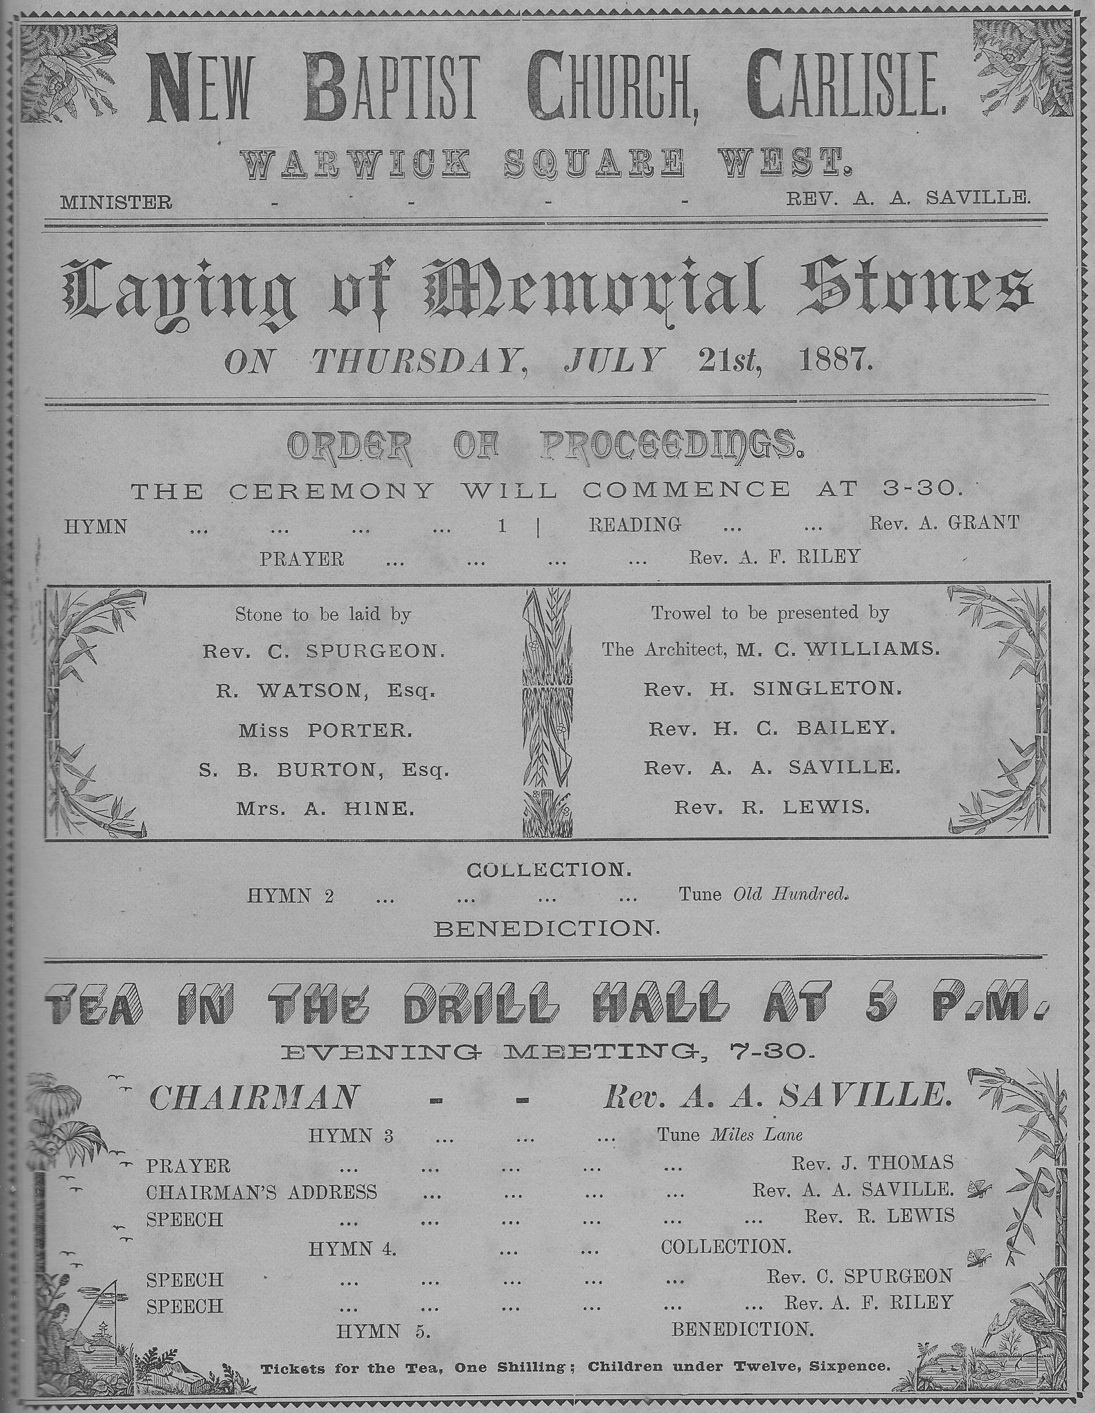 NEW BAPTIST CHURCH, CARLISLE.
WARWICK SQUARE WEST.
MINISTER - - - - REV. A. A. SAVILLE.
Laying of Memorial Stones
ON THURSDAY, JULY 21st, 1887.
ORDER OF PROCEEDINGS.
THE CEREMONY WILL COMMENCE AT 3-30.
HYMN ... ... ... ... 1 | READING ... ... Rev. A. GRANT
PRAYER ... ... ... ... Rev. A. F. RILEY
Stone to be laid by
Rev. C. SPURGEON.
R. WATSON, Esq.
Miss PORTER.
S. B. BURTON, Esq.
Mrs. A. HINE.
Trowel to be presented by
The Architect, M. C. WILLIAMS.
Rev. H. SINGLETON.
Rev. H. C. BAILEY.
Rev. A. A. SAVILLE.
Rev. R. LEWIS.
COLLECTION.
HYMN 2 ... ... ... ... Tune Old Hundred.
BENEDICTION.
TEA IN THE DRILL HALL AT 5 P.M.
EVENING MEETING, 7-30.
CHAIRMAN - - Rev. A. A. SAVILLE.
HYMN 3 ... ... ... Tune Miles Lane
PRAYER ... ... ... ... ... Rev. J. THOMAS
CHAIRMAN'S ADDRESS ... ... ... ... Rev. A. A. SAVILLE.
SPEECH ... ... ... ... ... ... Rev. R. LEWIS
HYMN 4. ... ... COLLECTION.
SPEECH ... ... ... ... ... Rev. C. SPURGEON
SPEECH ... ... ... ... ... ... Rev. A. F. RILEY
HYMN 5. BENEDICTION.
Tickets for the Tea, One Shilling; Children under Twelve, Sixpence.